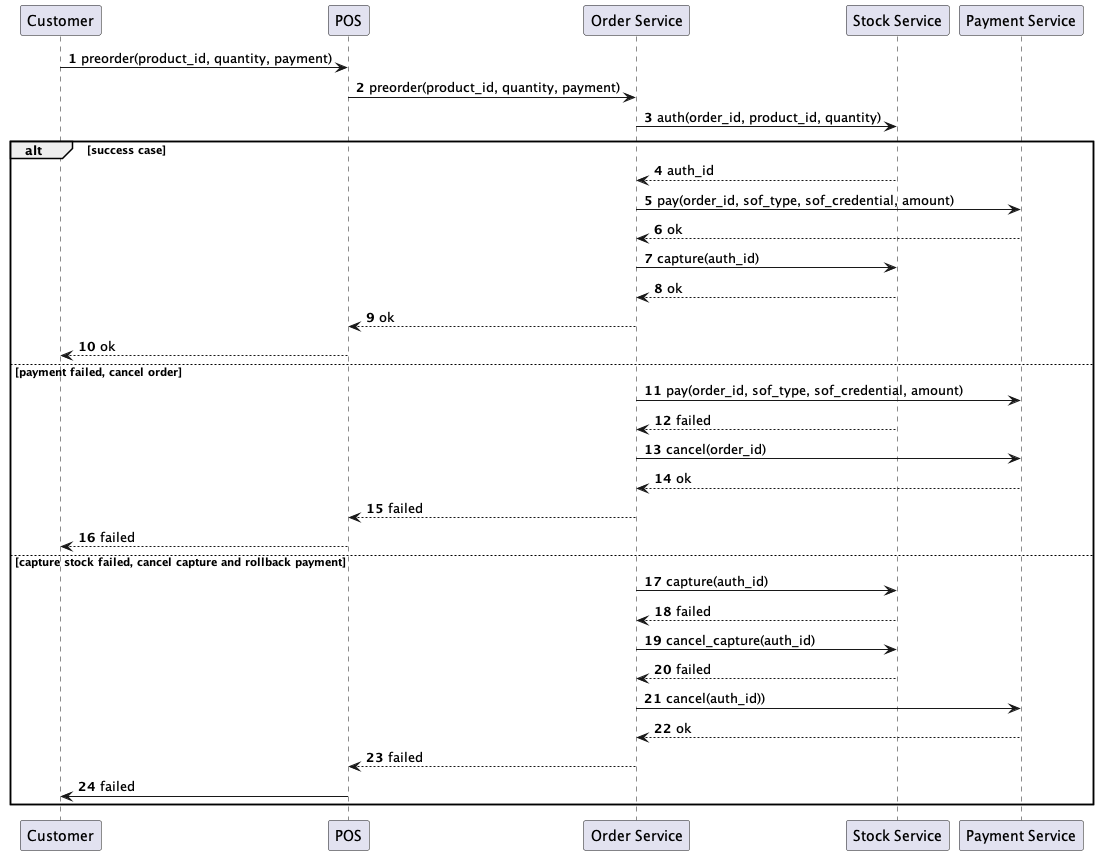 Customer POS Order Service Stock Service Payment Service
1 preorder(product_id, quantity, payment)
2 preorder(product_id, quantity, payment)
3 auth(order_id, product_id, quantity)
alt [success case]
4 auth_id
5 pay(order_id, sof_type, sof_credential, amount)
6 ok
7 capture(auth_id)
8 ok
9 ok
10 ok
[payment failed, cancel order]
11 pay(order_id, sof_type, sof_credential, amount)
12 failed
13 cancel(order_id)
14 ok
15 failed
16 failed
[capture stock failed, cancel capture and rollback payment]
17 capture(auth_id)
18 failed
19 cancel_capture(auth_id)
20 failed
21 cancel(auth_id))
22 ok
23 failed
24 failed
Customer POS Order Service Stock Service Payment Service